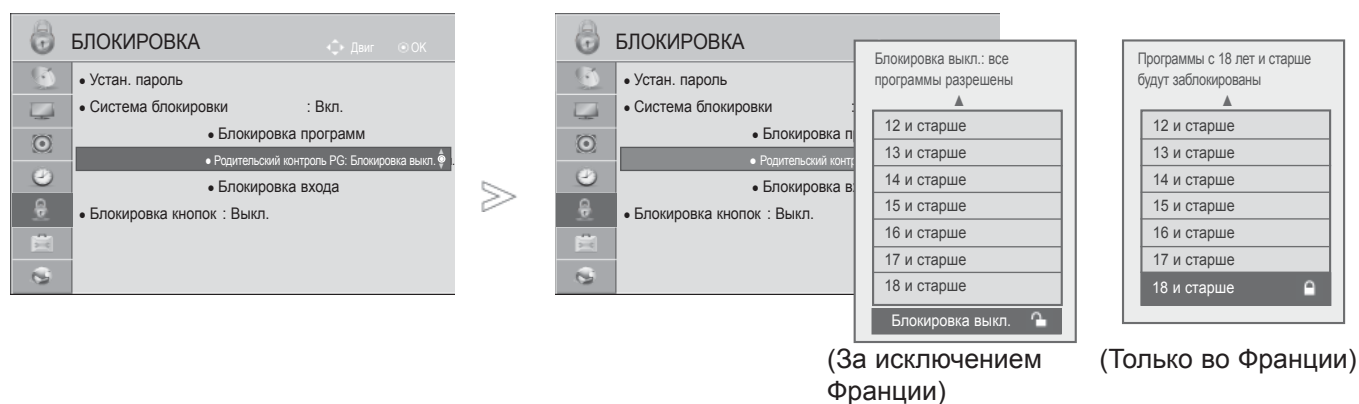 БЛОКИРОВКА
Двиг OK
• Устан. пароль
• Система блокировки : Вкл.
• Блокировка программ
• Родительский контроль PG: Блокировка выкл.
• Блокировка входа
• Блокировка кнопок : Выкл.
БЛОКИРОВКА
• Устан. пароль
• Система блокировки :
• Блокировка п
• Родительский конт
• Блокировка в
• Блокировка кнопок : Выкл.
Блокировка выкл.: все
программы разрешены
12 и старше
13 и старше
14 и старше
15 и старше
16 и старше
17 и старше
18 и старше
Блокировка выкл.
(За исключением
Франции)
Программы с 18 лет и старше
будут заблокированы
12 и старше
13 и старше
14 и старше
15 и старше
16 и старше
17 и старше
18 и старше
(Только во Франции)